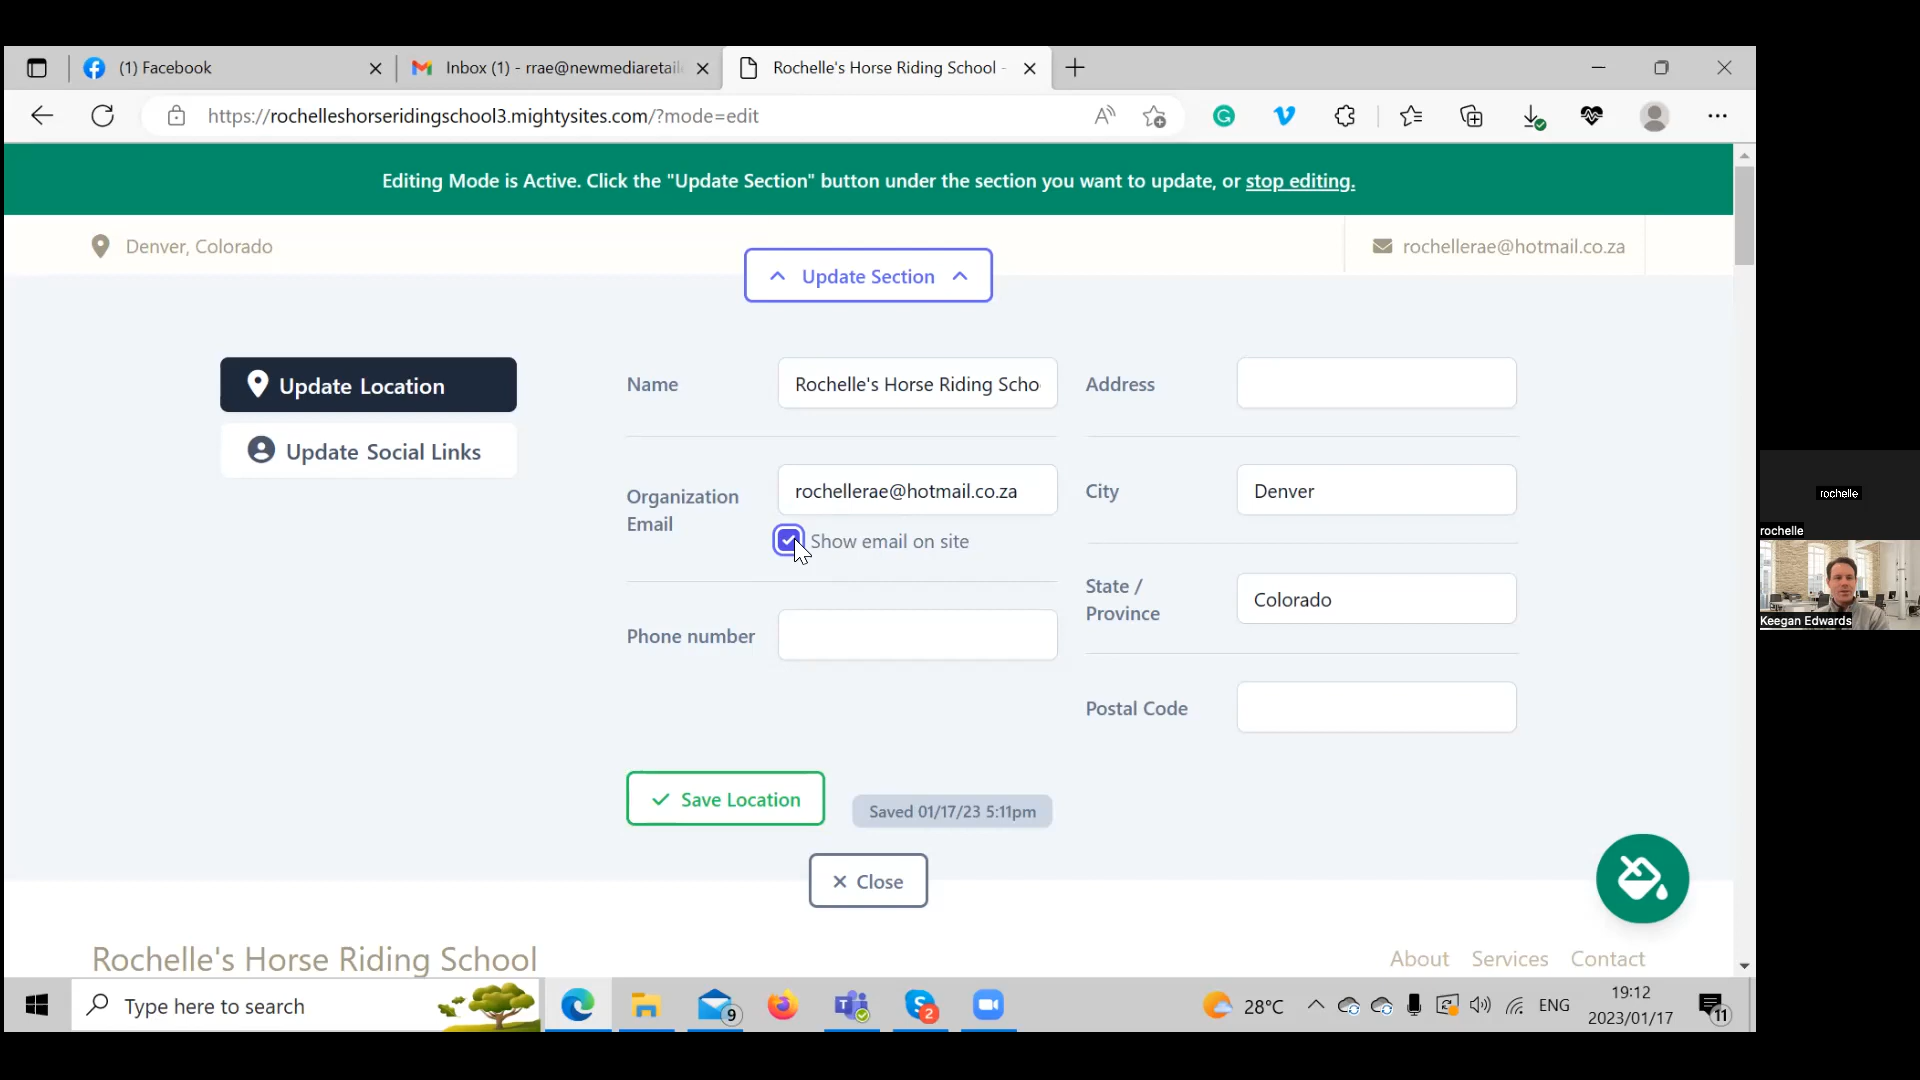 (1) Facebook
Inbox (1) - rrae@newmediaretail
Rochelle's Horse Riding School -
https://rochelleshorseridingschool3.mightysites.com/?mode=edit
Editing Mode is Active. Click the "Update Section" button under the section you want to update, or stop editing.
Denver, Colorado
rochellerae@hotmail.co.za
Update Section
Update Location
Update Social Links
Name
Rochelle's Horse Riding Scho
Address
Organization
Email
rochellerae@hotmail.co.za
Show email on site
City
Denver
Phone number
State /
Province
Colorado
Postal Code
Save Location
Saved 01/17/23 5:11pm
Close
Rochelle's Horse Riding School
About
Services
Contact
rochelle
rochelle
Keegan Edwards
Type here to search
9
2
28°C
ENG
19:12
2023/01/17
11